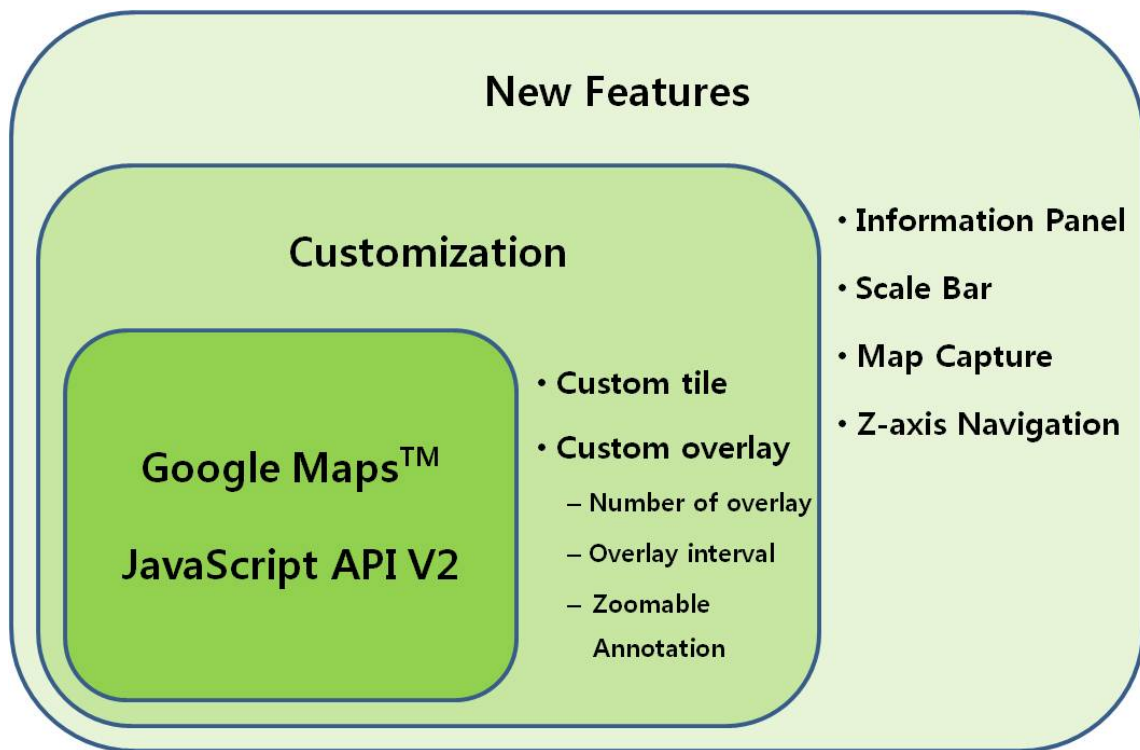 New Features
Customization
Google Maps™
JavaScript API V2
• Custom tile
• Custom overlay
– Number of overlay
– Overlay interval
– Zoomable
Annotation
• Information Panel
• Scale Bar
• Map Capture
• Z-axis Navigation